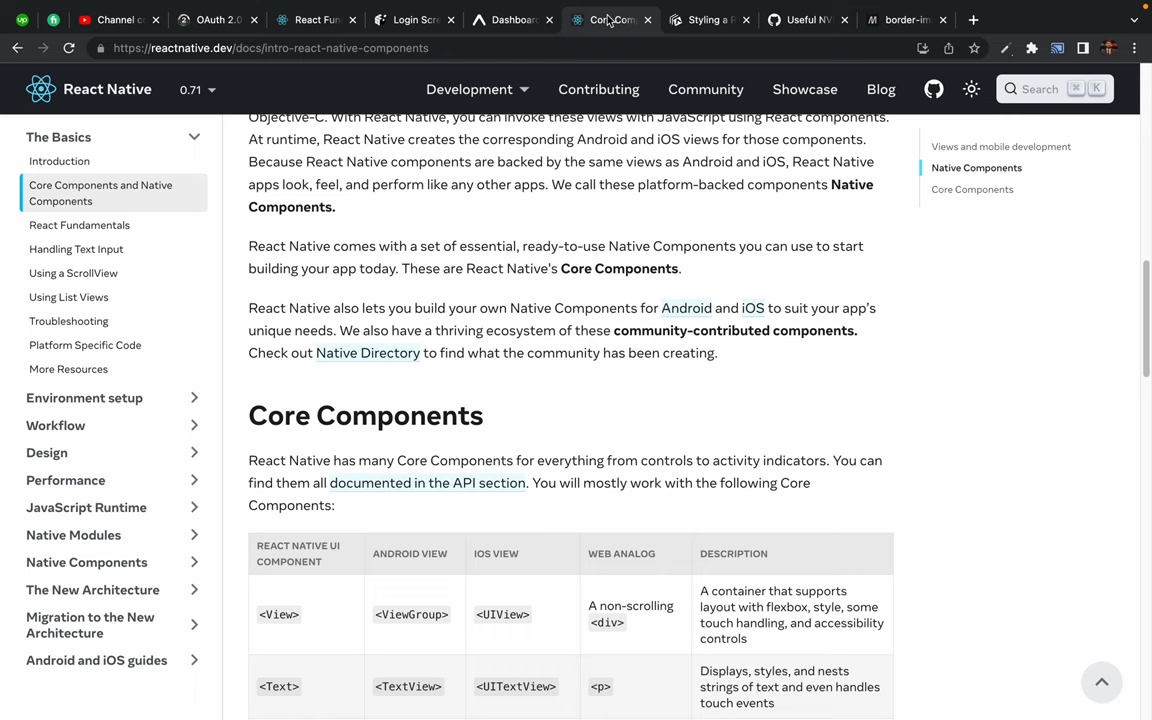 Channel c
OAuth 2.0
React Fun
Login Scre
Dashboar
Core Comp
Styling a R
Useful NV
border-im
https://reactnative.dev/docs/intro-react-native-components
React Native
0.71
Development
Contributing
Community
Showcase
Blog
Search
⌘ K
The Basics
Introduction
Core Components and Native
Components
React Fundamentals
Handling Text Input
Using a ScrollView
Using List Views
Troubleshooting
Platform Specific Code
More Resources
Environment setup
Workflow
Design
Performance
JavaScript Runtime
Native Modules
Native Components
The New Architecture
Migration to the New
Architecture
Android and iOS guides
Objective-C. With React Native, you can invoke these views with JavaScript using React components.
At runtime, React Native creates the corresponding Android and iOS views for those components.
Because React Native components are backed by the same views as Android and iOS, React Native
apps look, feel, and perform like any other apps. We call these platform-backed components Native
Components.
React Native comes with a set of essential, ready-to-use Native Components you can use to start
building your app today. These are React Native's Core Components.
React Native also lets you build your own Native Components for Android and iOS to suit your app's
unique needs. We also have a thriving ecosystem of these community-contributed components.
Check out Native Directory to find what the community has been creating.
Core Components
React Native has many Core Components for everything from controls to activity indicators. You can
find them all documented in the API section. You will mostly work with the following Core
Components:
REACT NATIVE UI
COMPONENT
ANDROID VIEW
IOS VIEW
WEB ANALOG
DESCRIPTION
<View>
<ViewGroup>
<UIView>
A non-scrolling
<div>
A container that supports
layout with flexbox, style, some
touch handling, and accessibility
controls
<Text>
<TextView>
<UITextView>
<p>
Displays, styles, and nests
strings of text and even handles
touch events
Views and mobile development
Native Components
Core Components